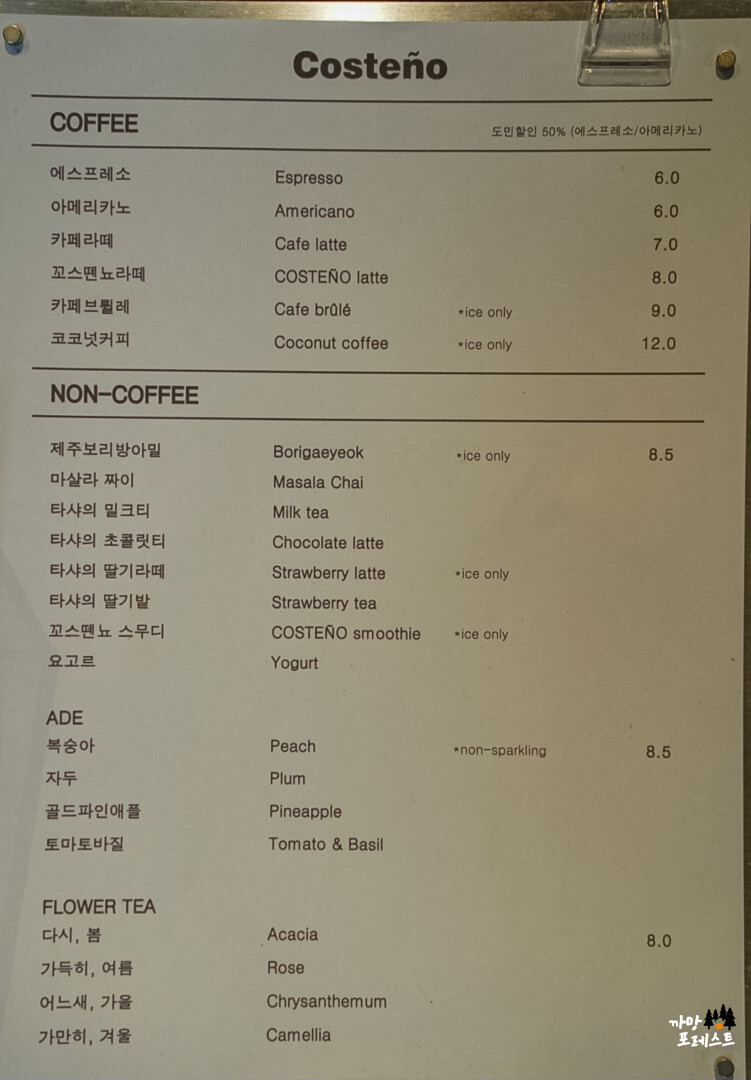 Costeño
COFFEE 도민할인 50% (에스프레소/아메리카노)
에스프레소 Espresso 6.0
아메리카노 Americano 6.0
카페라떼 Cafe latte 7.0
꼬스뗀뇨라떼 COSTEÑO latte 8.0
카페브륄레 Cafe brûlé *ice only 9.0
코코넛커피 Coconut coffee *ice only 12.0
NON-COFFEE
제주보리방아밀 Borigaeyeok *ice only 8.5
마살라 짜이 Masala Chai
타샤의 밀크티 Milk tea
타샤의 초콜릿티 Chocolate latte
타샤의 딸기라떼 Strawberry latte *ice only
타샤의 딸기밭 Strawberry tea
꼬스뗀뇨 스무디 COSTEÑO smoothie *ice only
요고르 Yogurt
ADE
복숭아 Peach *non-sparkling 8.5
자두 Plum
골드파인애플 Pineapple
토마토바질 Tomato & Basil
FLOWER TEA
다시, 봄 Acacia 8.0
가득히, 여름 Rose
어느새, 가을 Chrysanthemum
가만히, 겨울 Camellia
까망
포레스트